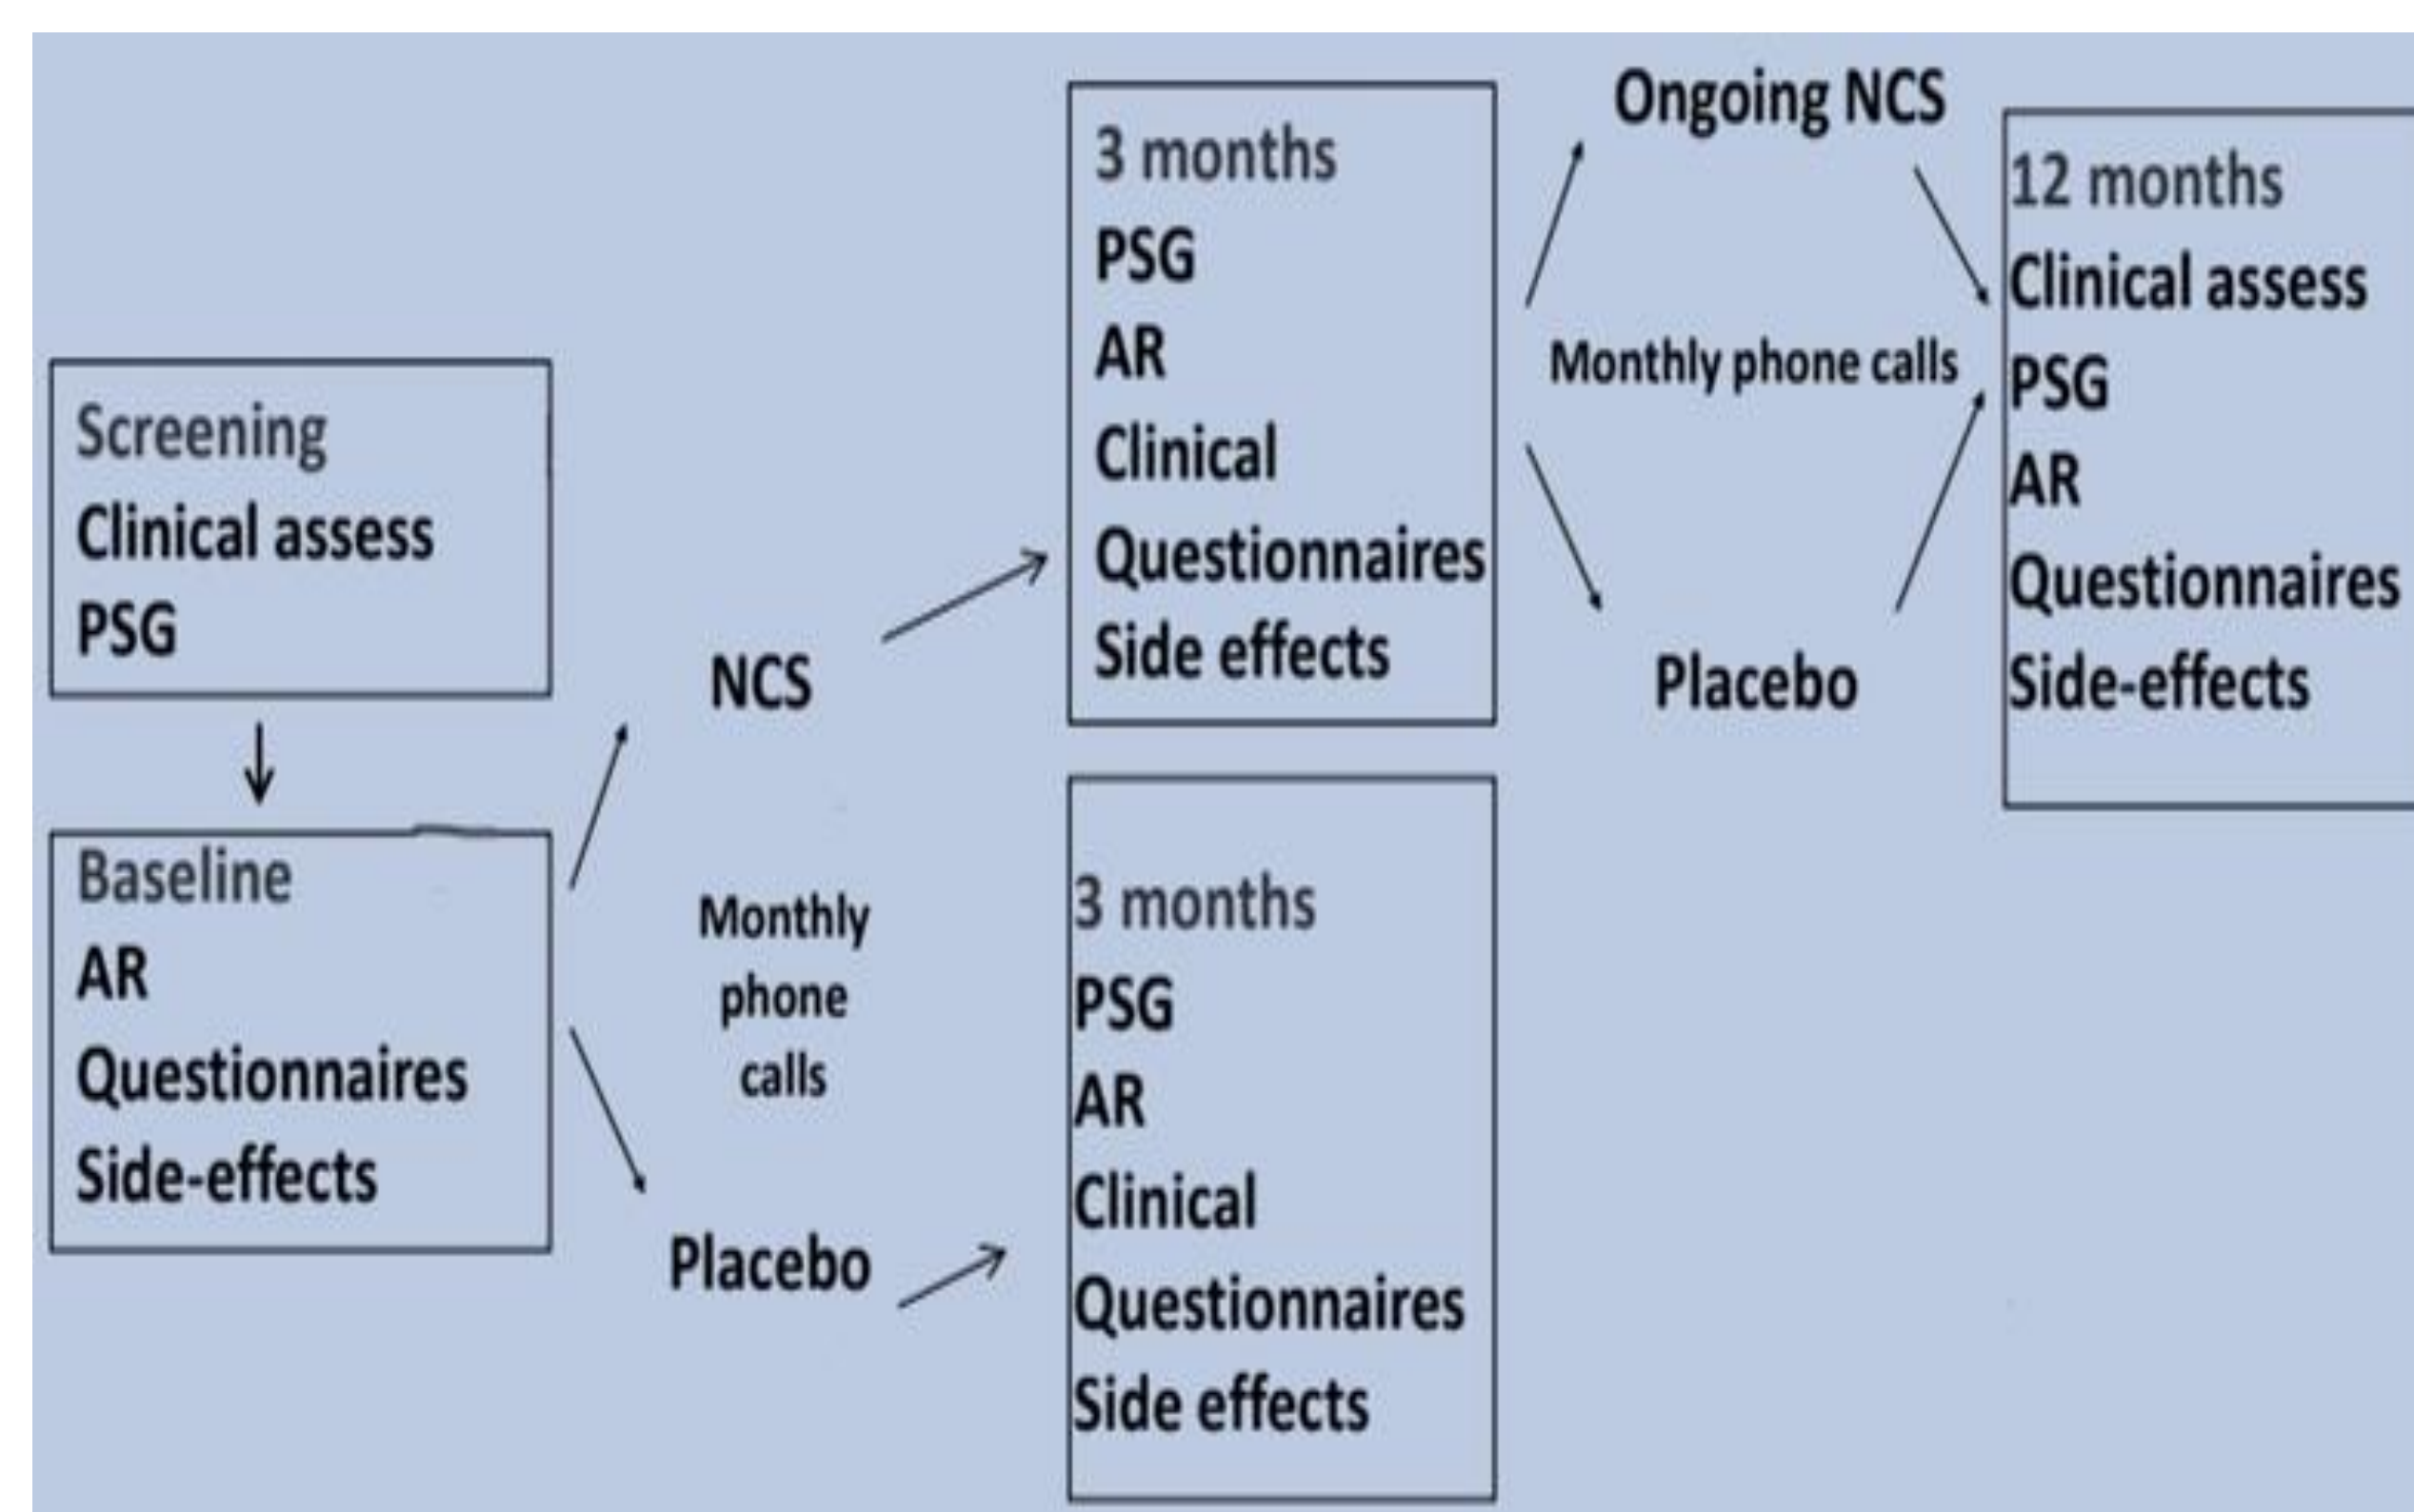 Screening
Clinical assess
PSG
Baseline
AR
Questionnaires
Side-effects
NCS
Monthly
phone
calls
Placebo
3 months
PSG
AR
Clinical
Questionnaires
Side effects
3 months
PSG
AR
Clinical
Questionnaires
Side effects
Ongoing NCS
Monthly phone calls
Placebo
12 months
Clinical assess
PSG
AR
Questionnaires
Side-effects